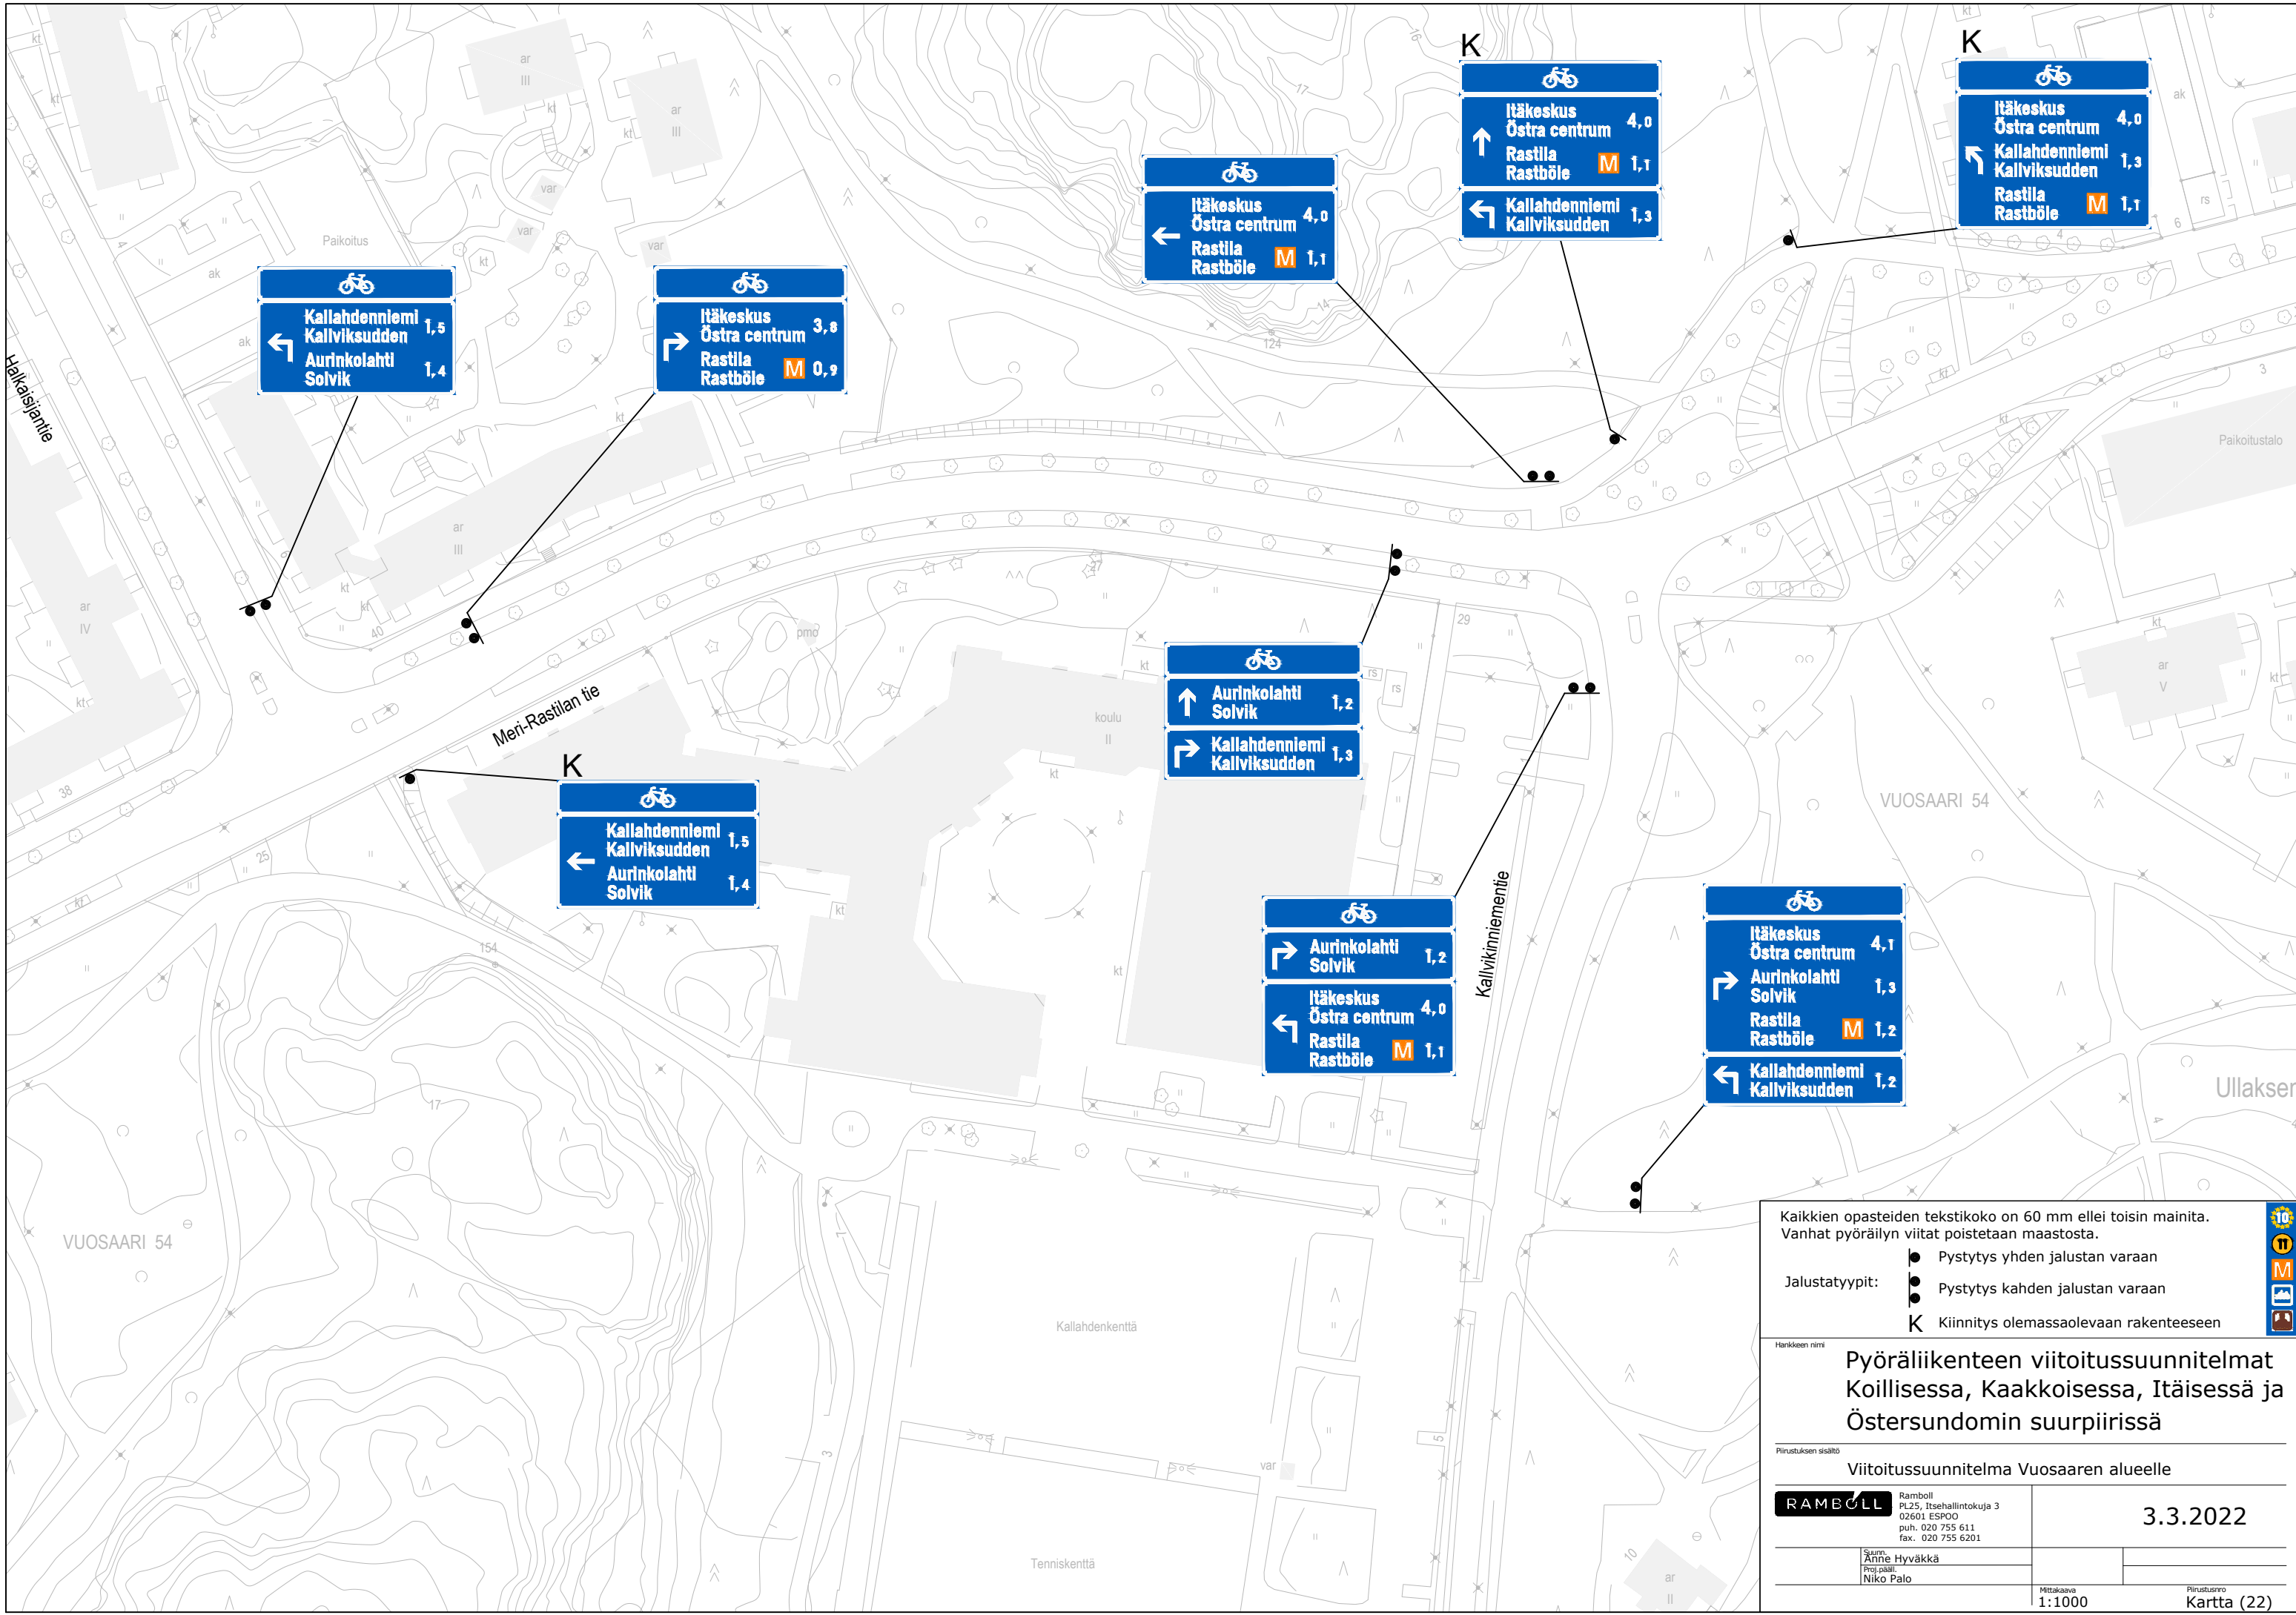 K
Itäkeskus
Östra centrum 4,0
Rastila
Rastböle M 1,1
Kallahdenniemi
Kallviksudden 1,3
K
Itäkeskus
Östra centrum 4,0
Kallahdenniemi
Kallviksudden 1,3
Rastila
Rastböle M 1,1
Itäkeskus
Östra centrum 4,0
Rastila
Rastböle M 1,1
Kallahdenniemi
Kallviksudden 1,5
Aurinkolahti
Solvik 1,4
Itäkeskus
Östra centrum 3,8
Rastila
Rastböle M 0,9
Paikoitus
Halkaisijantie
Paikoitustalo
Aurinkolahti
Solvik 1,2
Kallahdenniemi
Kallviksudden 1,3
Meri-Rastilan tie
koulu
II
K
Kallahdenniemi
Kallviksudden 1,5
Aurinkolahti
Solvik 1,4
VUOSAARI 54
Kallvikinniementie
Aurinkolahti
Solvik 1,2
Itäkeskus
Östra centrum 4,0
Rastila
Rastböle M 1,1
Itäkeskus
Östra centrum 4,1
Aurinkolahti
Solvik 1,3
Rastila
Rastböle M 1,2
Kallahdenniemi
Kallviksudden 1,2
Ullaksen
VUOSAARI 54
Kallahdenkenttä
Tenniskenttä
Kaikkien opasteiden tekstikoko on 60 mm ellei toisin mainita.
Vanhat pyöräilyn viitat poistetaan maastosta.
Jalustatyypit:
Pystytys yhden jalustan varaan
Pystytys kahden jalustan varaan
K Kiinnitys olemassaolevaan rakenteeseen
10
M
Hankkeen nimi
Pyöräliikenteen viitoitussuunnitelmat
Koillisessa, Kaakkoisessa, Itäisessä ja
Östersundomin suurpiirissä
Piirustuksen sisältö
Viitoitussuunnitelma Vuosaaren alueelle
RAMBOLL
Ramboll
PL25, Itsehallintokuja 3
02601 ESPOO
puh. 020 755 611
fax. 020 755 6201
3.3.2022
Suunn.
Anne Hyväkkä
Proj.pääll.
Niko Palo
Mittakaava
1:1000
Piirustusnro
Kartta (22)